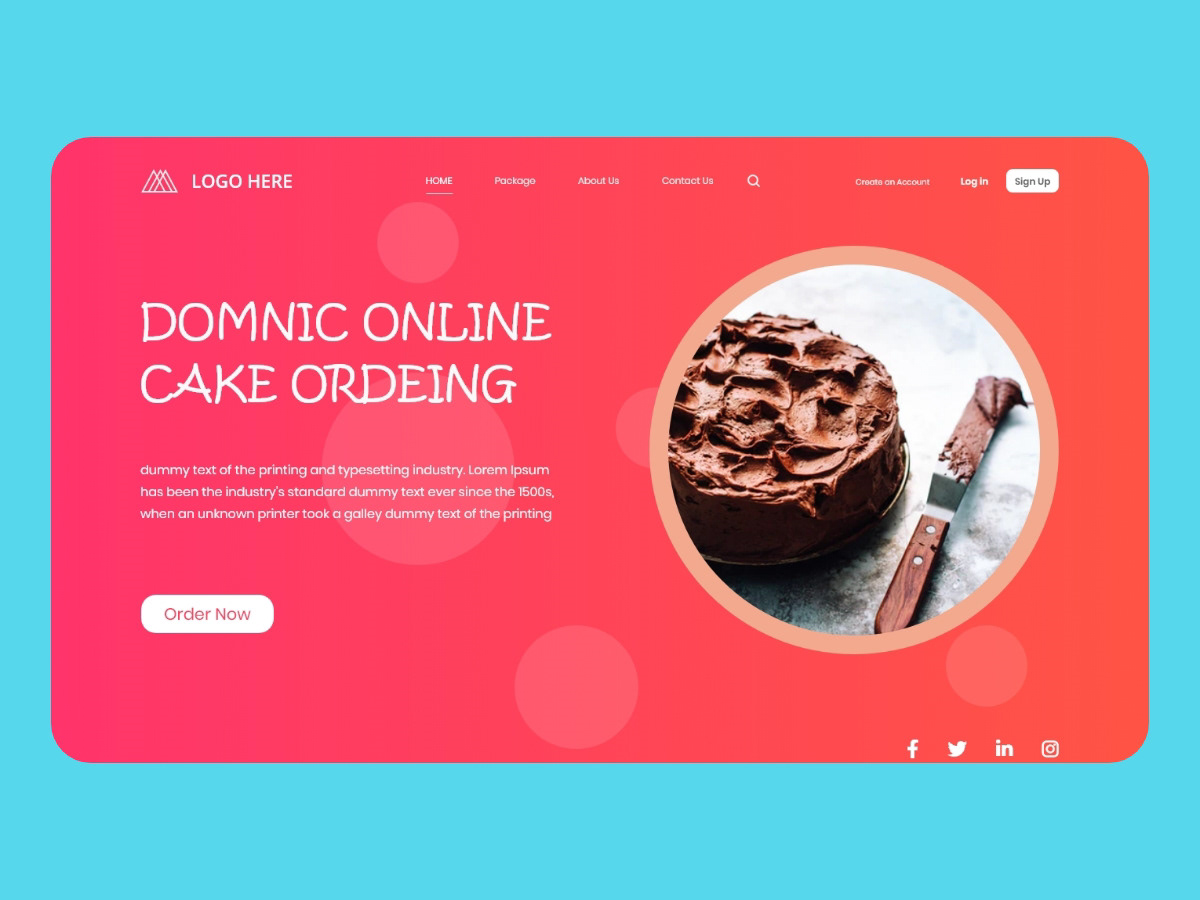 LOGO HERE
HOME Package About Us Contact Us
Create an Account Log in Sign Up
DOMNIC ONLINE
CAKE ORDEING
dummy text of the printing and typesetting industry. Lorem Ipsum
has been the industry's standard dummy text ever since the 1500s,
when an unknown printer took a galley dummy text of the printing
Order Now